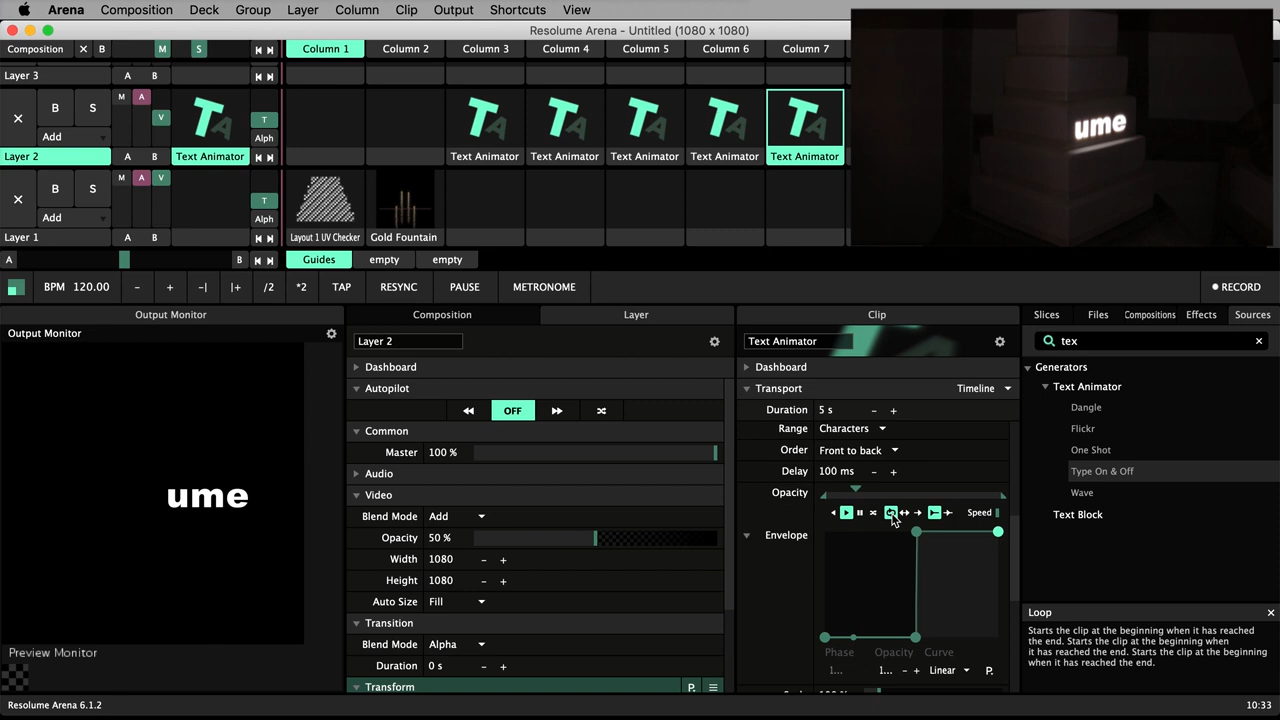 Arena Composition Deck Group Layer Column Clip Output Shortcuts View
Resolume Arena - Untitled (1080 x 1080)
Composition X B M S Column 1 Column 2 Column 3 Column 4 Column 5 Column 6 Column 7
Layer 3 A B
B S M A V T
Add Alph
Layer 2 A B Text Animator Text Animator Text Animator Text Animator Text Animator Text Animator
ume
B S M A V T
Add Alph
Layer 1 A B Layout 1 UV Checker Gold Fountain
A B Guides empty empty
BPM 120.00 - + -| |+ /2 *2 TAP RESYNC PAUSE METRONOME RECORD
Output Monitor Composition Layer Clip Slices Files Compositions Effects Sources
Output Monitor Layer 2 Text Animator tex
Dashboard Dashboard Generators
Autopilot Transport Timeline Text Animator
OFF Duration 5 s - + Dangle
Common Range Characters Flickr
Master 100 % Order Front to back One Shot
Audio Delay 100 ms - + Type On & Off
Video Opacity Wave
Blend Mode Add Speed Text Block
Opacity 50 % Envelope
ume
Width 1080 - +
Height 1080 - +
Auto Size Fill
Transition Loop
Blend Mode Alpha Phase Opacity Curve
Duration 0 s - + 1... 1... - + Linear P.
Transform P.
Starts the clip at the beginning when it has reached
the end. Starts the clip at the beginning when
it has reached the end. Starts the clip at the beginning
when it has reached the end.
Preview Monitor
Resolume Arena 6.1.2 10:33